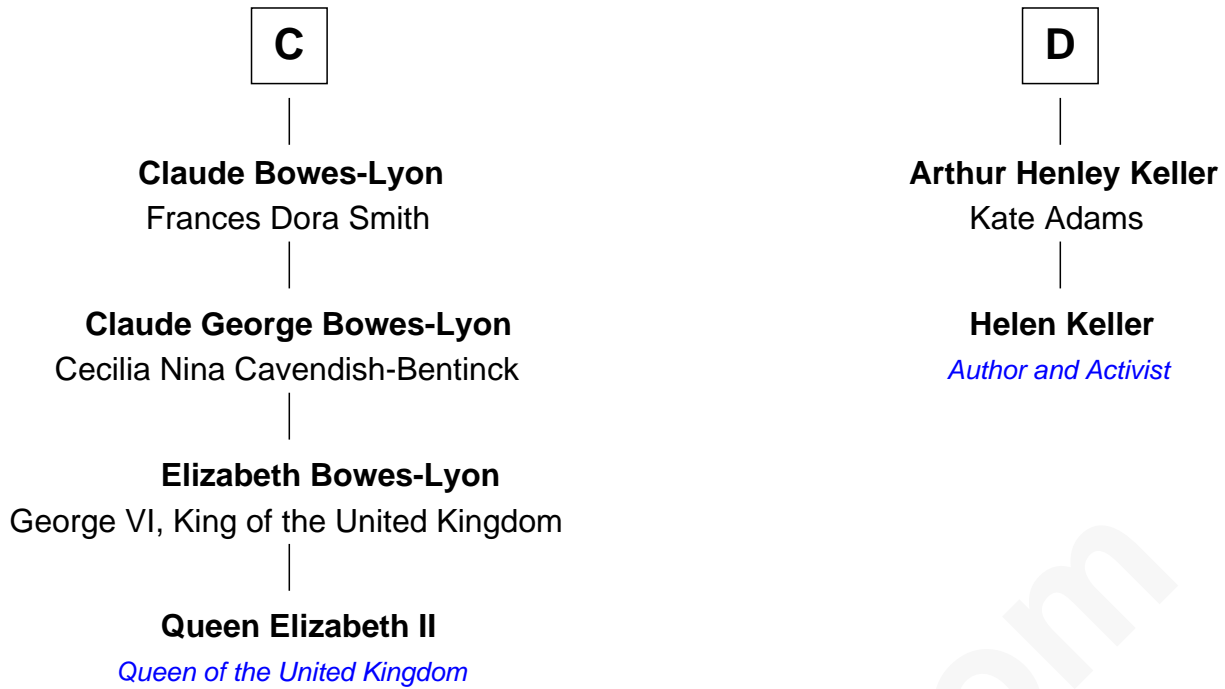 C
Claude Bowes-Lyon
Frances Dora Smith
Claude George Bowes-Lyon
Cecilia Nina Cavendish-Bentinck
Elizabeth Bowes-Lyon
George VI, King of the United Kingdom
Queen Elizabeth II
Queen of the United Kingdom
D
Arthur Henley Keller
Kate Adams
Helen Keller
Author and Activist
om